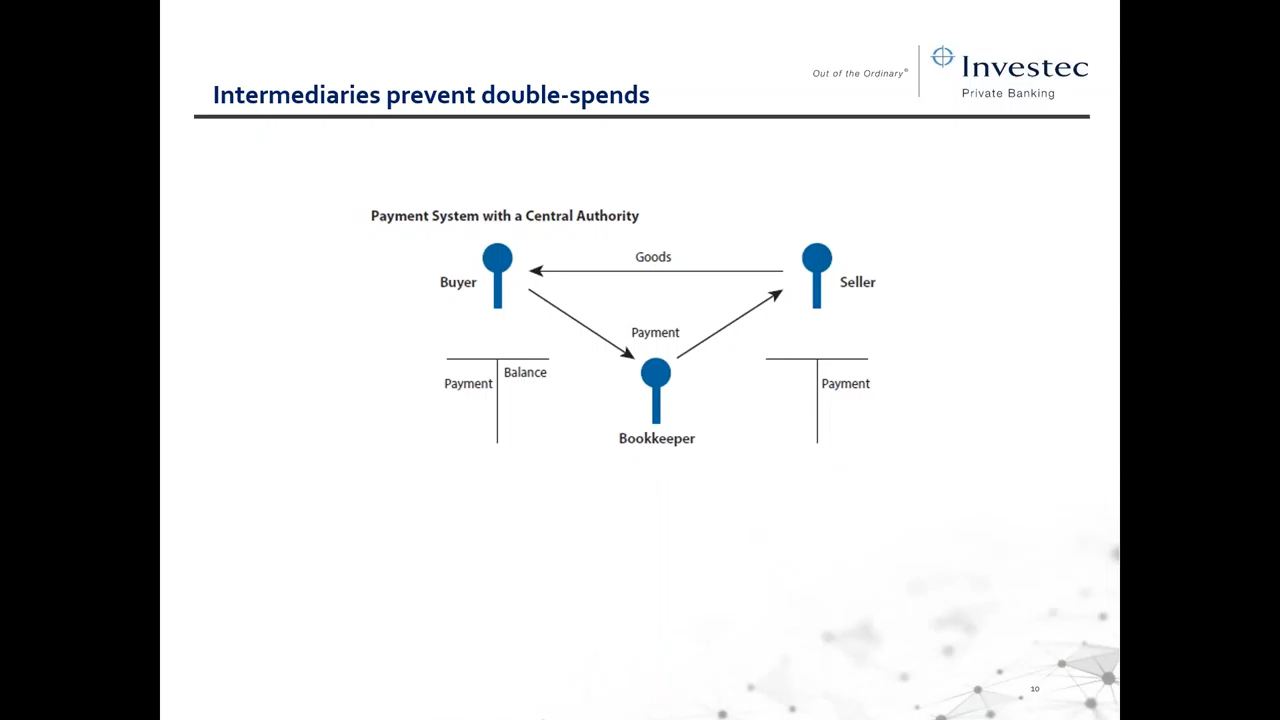 Out of the Ordinary®
Investec
Private Banking
Intermediaries prevent double-spends
Payment System with a Central Authority
Goods
Buyer
Seller
Payment
Balance
Payment
Payment
Bookkeeper
10